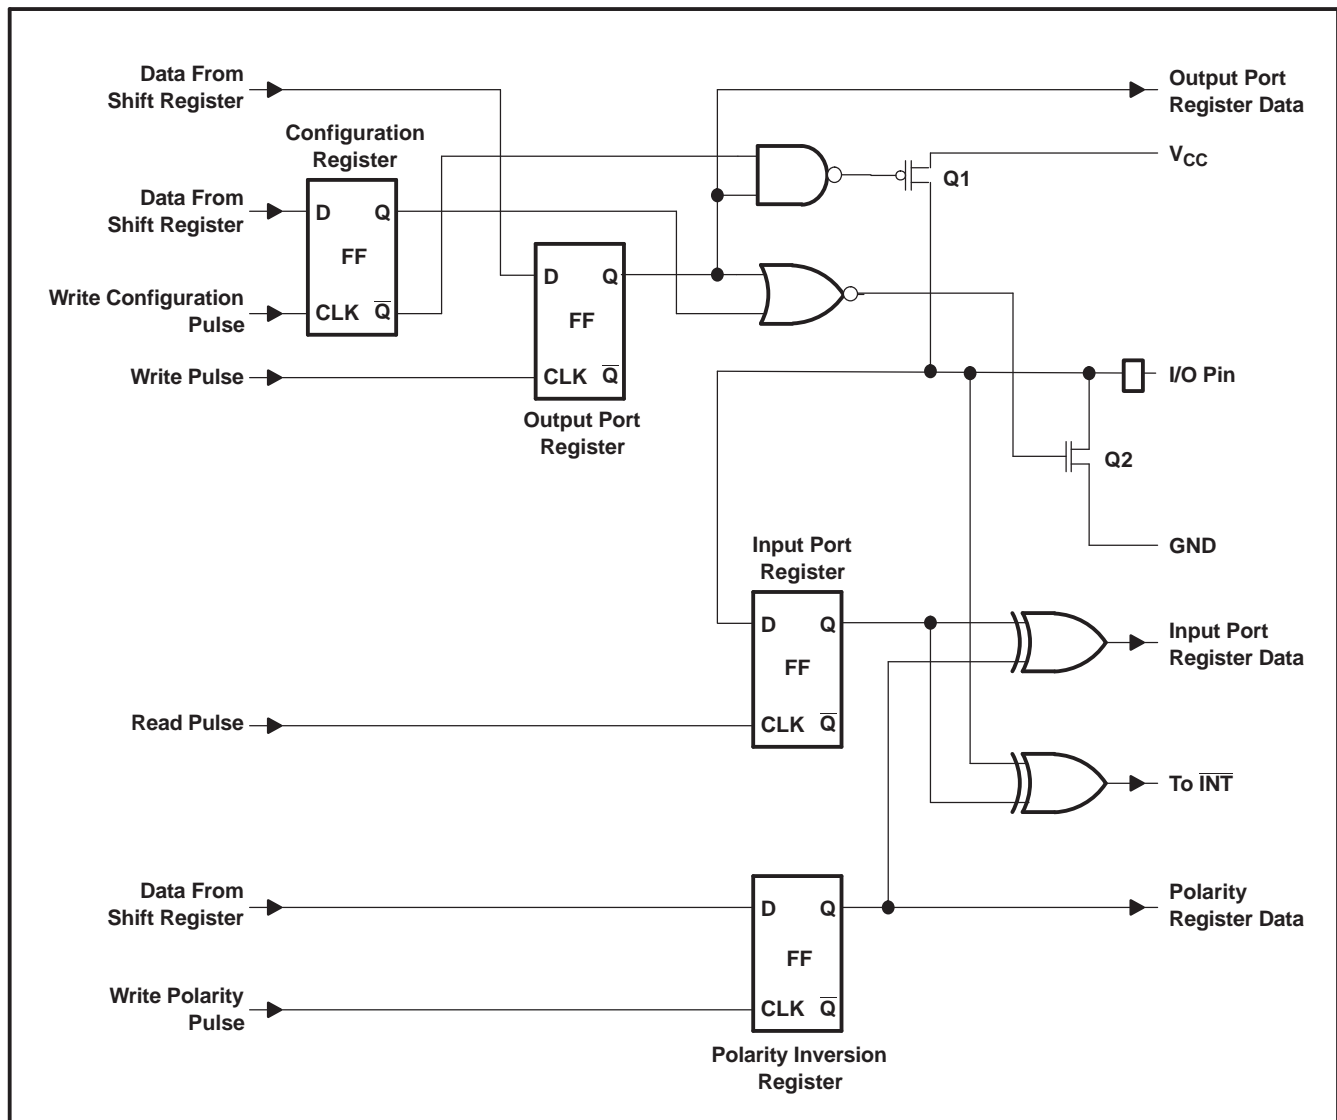 Data From
Shift Register
Output Port
Register Data
Configuration
Register
VCC
Q1
Data From
Shift Register
D
Q
FF
D
Q
Write Configuration
Pulse
CLK
Q̅
FF
I/O Pin
Write Pulse
CLK
Q̅
Output Port
Register
Q2
Input Port
Register
GND
D
Q
Input Port
Register Data
FF
Read Pulse
CLK
Q̅
To I̅N̅T̅
Data From
Shift Register
D
Q
Polarity
Register Data
FF
Write Polarity
Pulse
CLK
Q̅
Polarity Inversion
Register